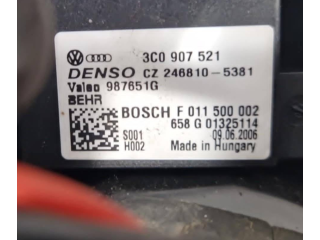 3C0 907 521
DENSO CZ 246810-5381
Valeo 987651G
BEHR
BOSCH F 011 500 002
658 G 01325114
S001 09.06.2006
H002 Made in Hungary